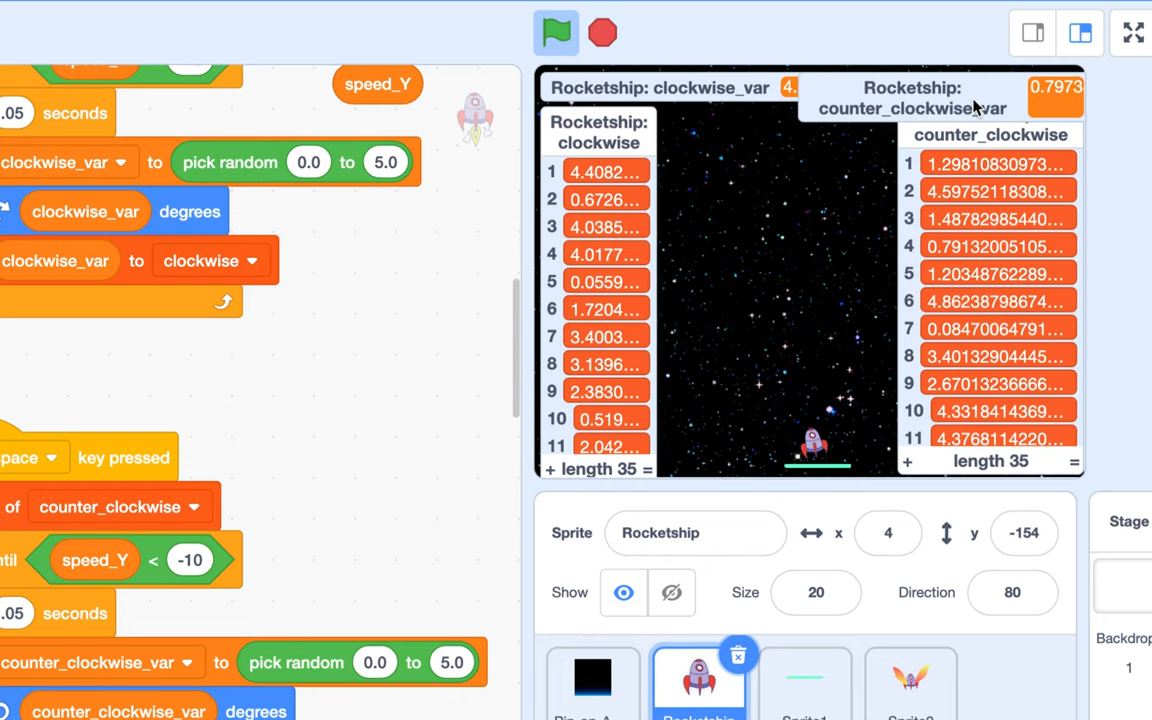 speed_Y
.05 seconds
clockwise_var to pick random 0.0 to 5.0
clockwise_var degrees
clockwise_var to clockwise
space key pressed
of counter_clockwise
until speed_Y < -10
.05 seconds
counter_clockwise_var to pick random 0.0 to 5.0
counter_clockwise_var degrees
Rocketship: clockwise_var 4.
Rocketship:
counter_clockwise_var
0.7973
Rocketship:
clockwise
1 4.4082...
2 0.6726...
3 4.0385...
4 4.0177...
5 0.0559...
6 1.7204...
7 3.4003...
8 3.1396...
9 2.3830...
10 0.519...
11 2.042...
+ length 35 =
counter_clockwise
1 1.29810830973...
2 4.59752118308...
3 1.48782985440...
4 0.79132005105...
5 1.20348762289...
6 4.86238798674...
7 0.08470064791...
8 3.40132904445...
9 2.67013236666...
10 4.3318414369...
11 4.3768114220...
+ length 35 =
Sprite Rocketship x 4 y -154
Show Size 20 Direction 80
Stage
Backdrop
1
Rocketship
Sprite1